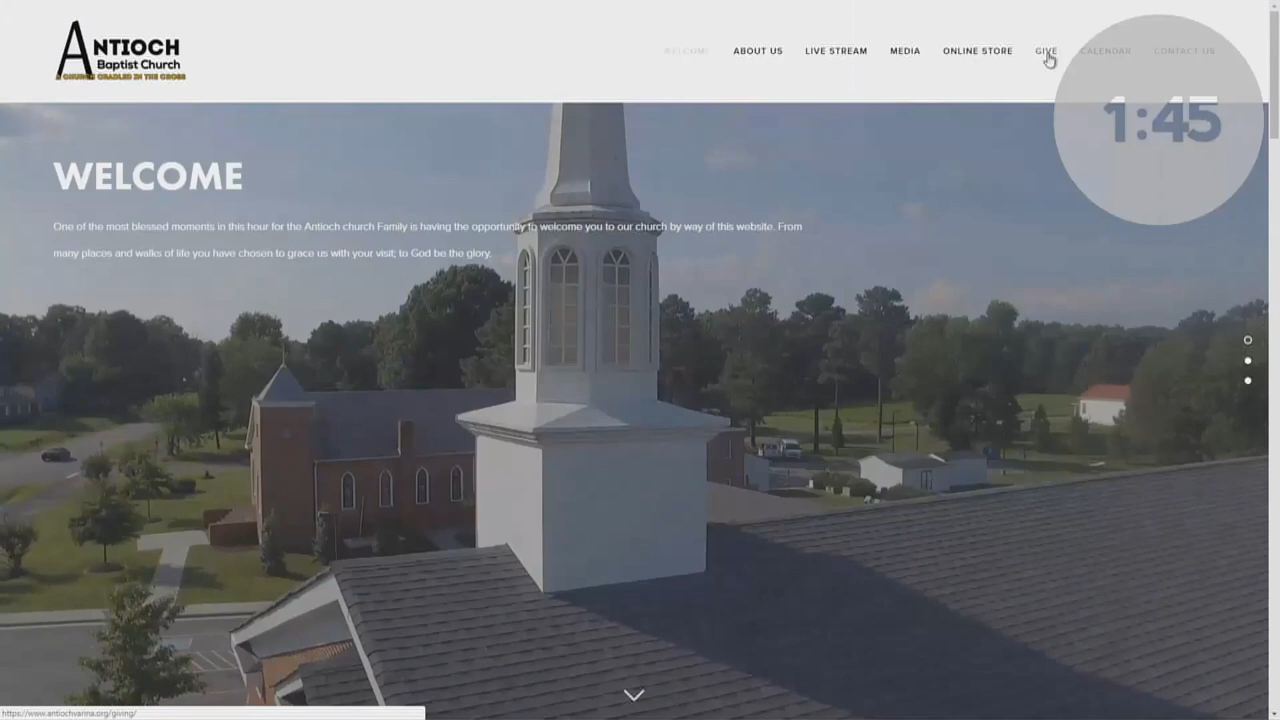 ANTIOCH
Baptist Church
A CHURCH CRADLED IN THE CROSS
WELCOME ABOUT US LIVE STREAM MEDIA ONLINE STORE GIVE CALENDAR CONTACT US
1:45
WELCOME
One of the most blessed moments in this hour for the Antioch church Family is having the opportunity to welcome you to our church by way of this website. From
many places and walks of life you have chosen to grace us with your visit; to God be the glory.
https://www.antiochvarina.org/giving/